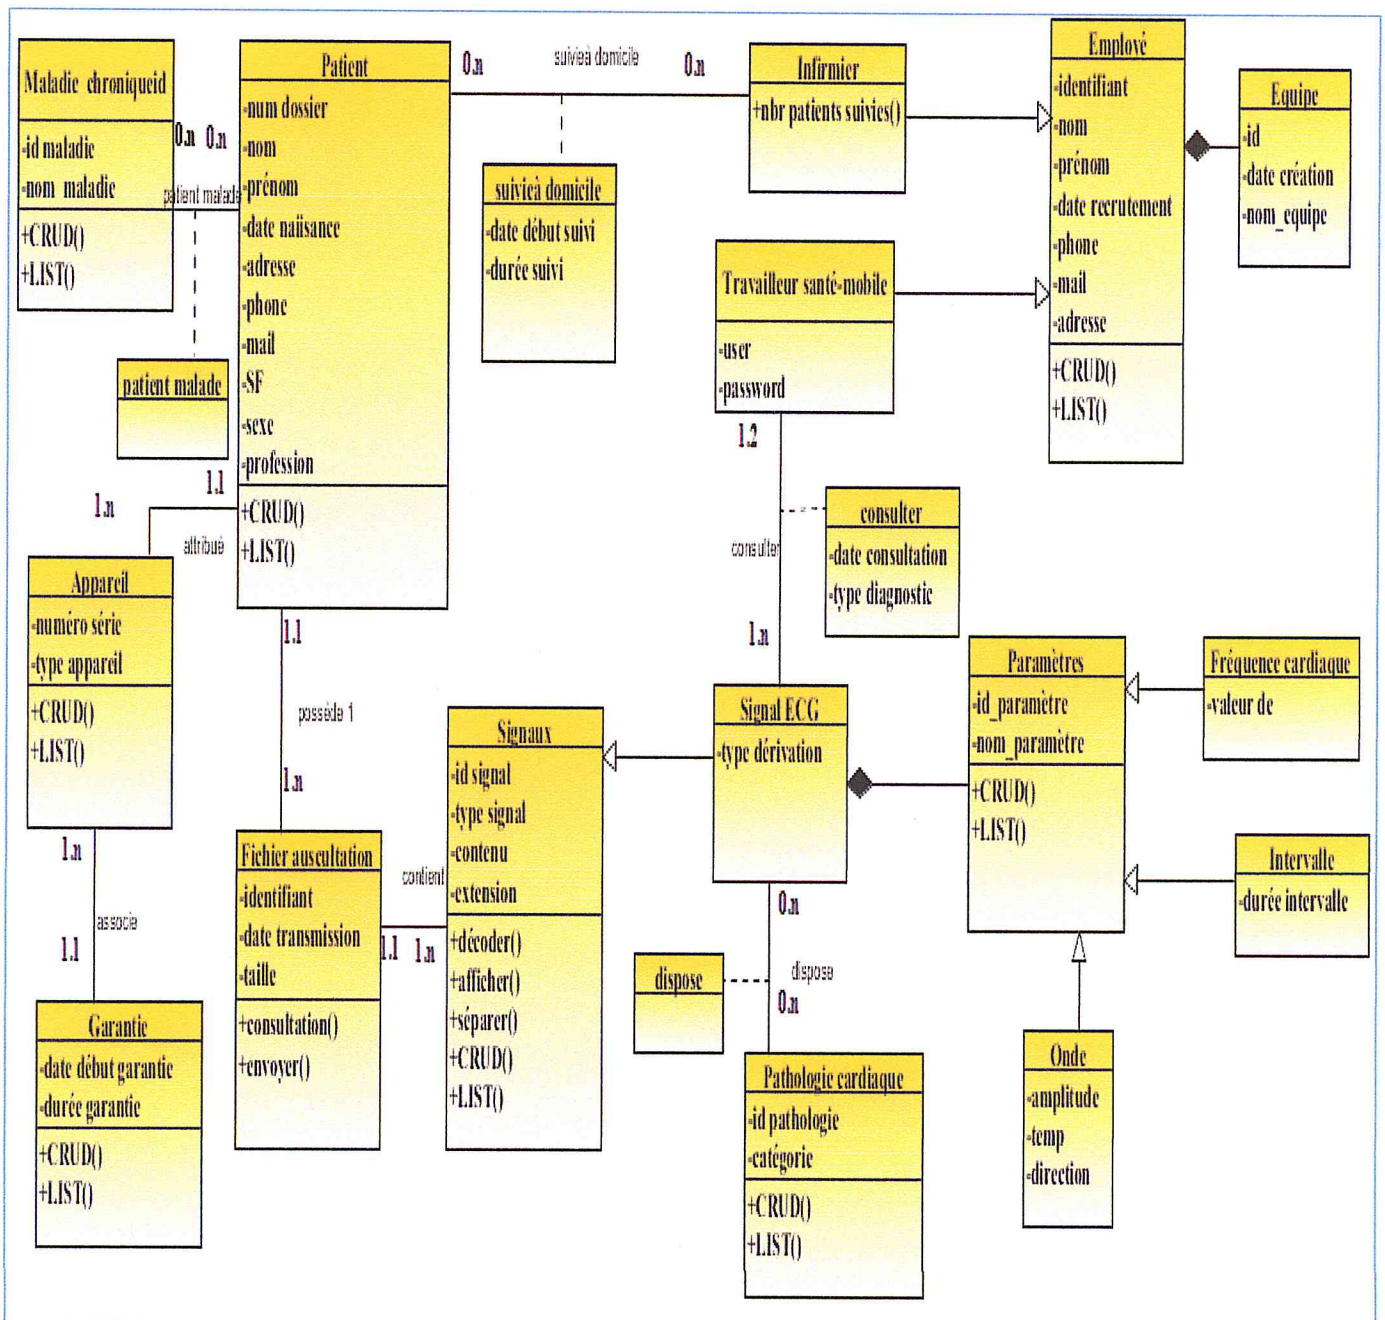 Maladie chroniqueid
-id maladie
-nom maladie
+CRUD()
+LIST()
0.n
0.n
patient malade
patient malade
Patient
-num dossier
-nom
-prénom
-date naiisance
-adresse
-phone
-mail
-SF
-sexe
-profession
+CRUD()
+LIST()
0.n
suivieà domicile
0.n
suivieà domicile
-date début suivi
-durée suivi
Infirmier
+nbr patients suivies()
Employé
-identifiant
-nom
-prénom
-date recrutement
-phone
-mail
-adresse
+CRUD()
+LIST()
Equipe
-id
-date création
-nom_equipe
Travailleur santé-mobile
-user
-password
1.2
consulter
1.n
consulter
-date consultation
-type diagnostic
1.1
1.n
attribué
Appareil
-numéro série
-type appareil
+CRUD()
+LIST()
1.n
associe
1.1
Garantie
-date début garantie
-durée garantie
+CRUD()
+LIST()
1.1
possède 1
1.n
Fichier auscultation
-identifiant
-date transmission
-taille
+consultation()
+envoyer()
contient
1.1
1.n
Signaux
-id signal
-type signal
-contenu
-extension
+décoder()
+afficher()
+séparer()
+CRUD()
+LIST()
Signal ECG
-type dérivation
0.n
dispose
0.n
dispose
Pathologie cardiaque
-id pathologie
-catégorie
+CRUD()
+LIST()
Paramètres
-id_paramètre
-nom_paramètre
+CRUD()
+LIST()
Fréquence cardiaque
-valeur de
Intervalle
-durée intervalle
Onde
-amplitude
-temp
-direction